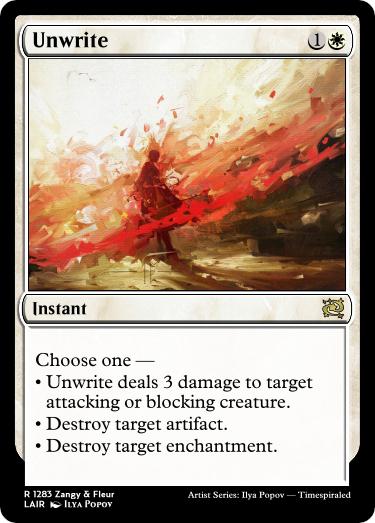 Unwrite 1
Instant
Choose one —
• Unwrite deals 3 damage to target
attacking or blocking creature.
• Destroy target artifact.
• Destroy target enchantment.
R 1283 Zangy & Fleur
LAIR Ilya Popov
Artist Series: Ilya Popov — Timespiraled